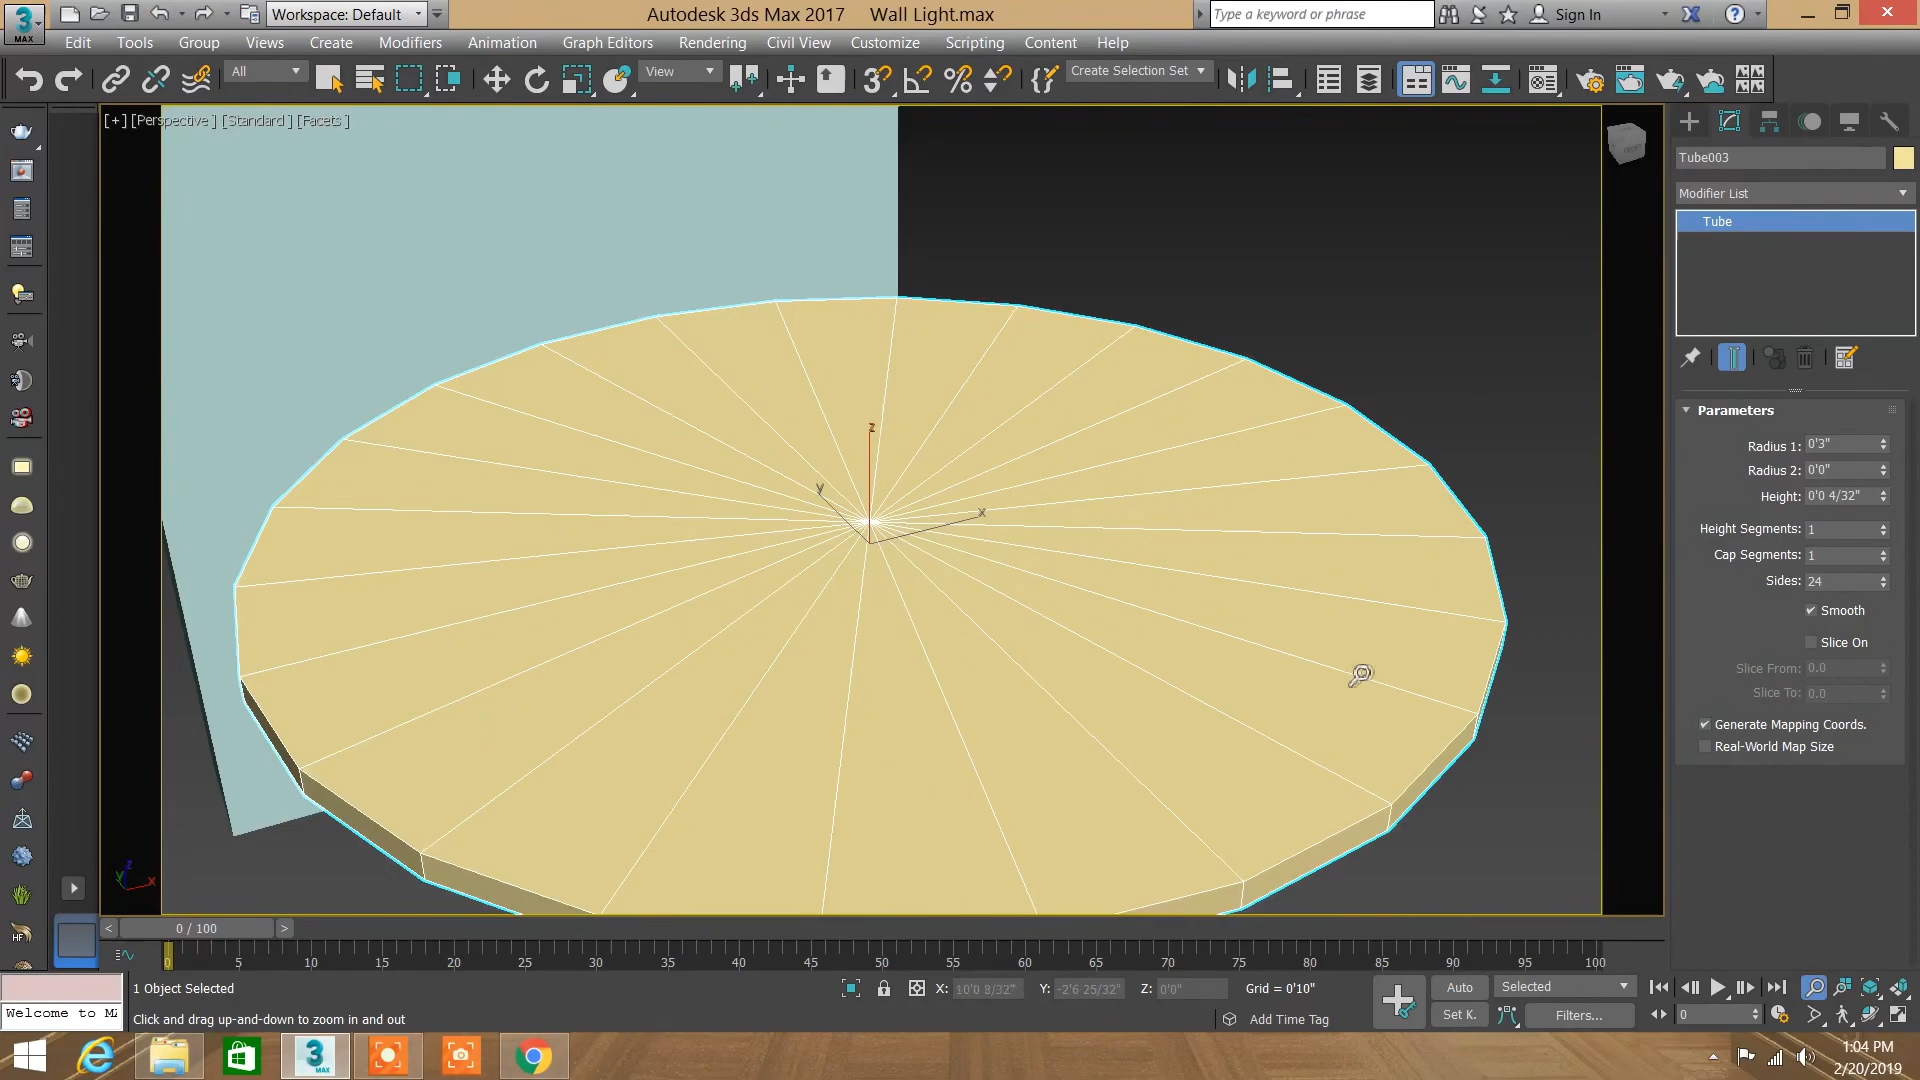 3 MAX Workspace: Default Autodesk 3ds Max 2017 Wall Light.max Type a keyword or phrase Sign In
Edit Tools Group Views Create Modifiers Animation Graph Editors Rendering Civil View Customize Scripting Content Help
All View Create Selection Set
[+] [Perspective ] [Standard ] [Facets ]
Tube003
Modifier List
Tube
Parameters
Radius 1: 0'3"
Radius 2: 0'0"
Height: 0'0 4/32"
Height Segments: 1
Cap Segments: 1
Sides: 24
Smooth
Slice On
Slice From: 0.0
Slice To: 0.0
Generate Mapping Coords.
Real-World Map Size
z
y
x
z
y x
HF
< 0 / 100 >
0 5 10 15 20 25 30 35 40 45 50 55 60 65 70 75 80 85 90 95 100
1 Object Selected X: 10'0 8/32" Y: -2'6 25/32" Z: 0'0" Grid = 0'10" Auto Selected
Welcome to MA Click and drag up-and-down to zoom in and out Add Time Tag Set K. Filters... 0
3 MAX
1:04 PM
2/20/2019